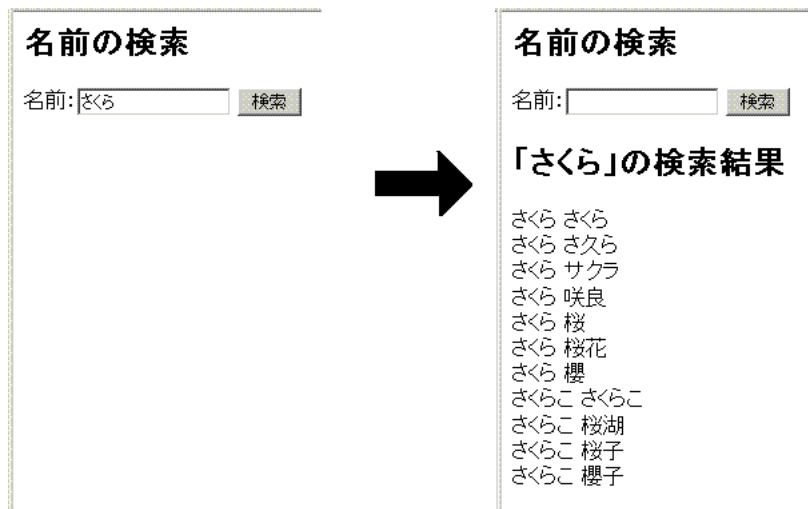 名前の検索
名前:さくら 検索
名前の検索
名前: 検索
「さくら」の検索結果
さくら さくら
さくら さ久ら
さくら サクラ
さくら 咲良
さくら 桜
さくら 桜花
さくら 櫻
さくらこ さくらこ
さくらこ 桜湖
さくらこ 桜子
さくらこ 櫻子